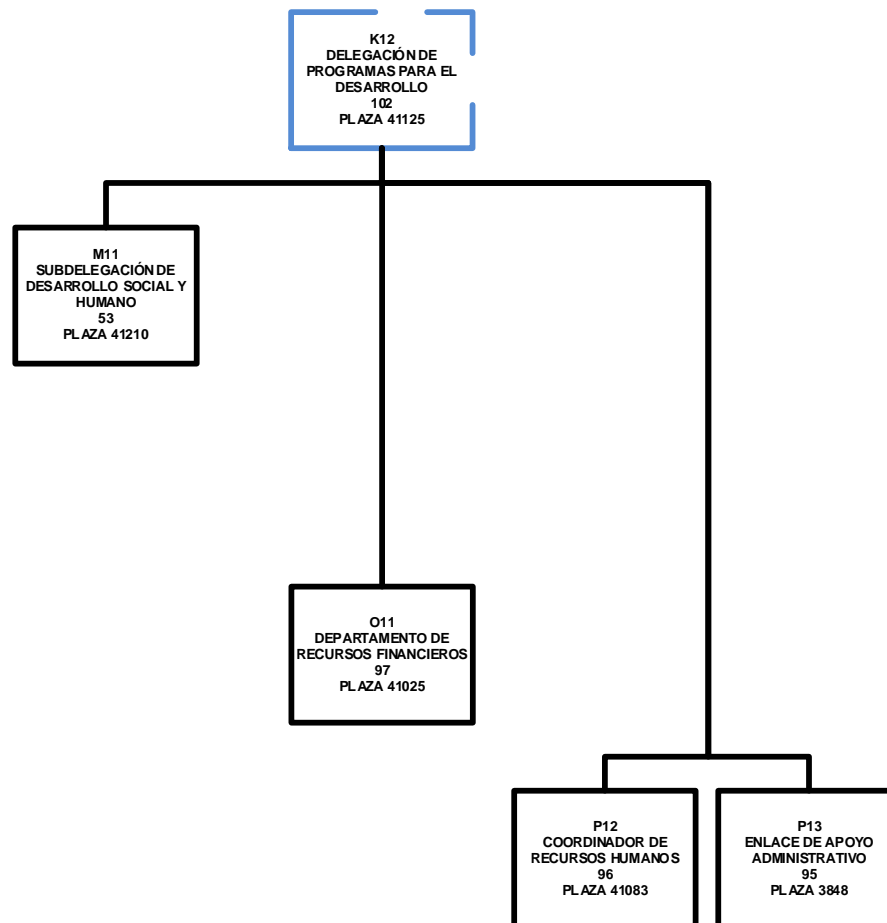 K12
DELEGACIÓN DE
PROGRAMAS PARA EL
DESARROLLO
102
PLAZA 41125
M11
SUBDELEGACIÓN DE
DESARROLLO SOCIAL Y
HUMANO
53
PLAZA 41210
O11
DEPARTAMENTO DE
RECURSOS FINANCIEROS
97
PLAZA 41025
P12
COORDINADOR DE
RECURSOS HUMANOS
96
PLAZA 41083
P13
ENLACE DE APOYO
ADMINISTRATIVO
95
PLAZA 3848